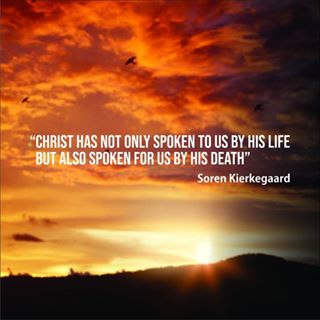 “CHRIST HAS NOT ONLY SPOKEN TO US BY HIS LIFE
BUT ALSO SPOKEN FOR US BY HIS DEATH”
Soren Kierkegaard